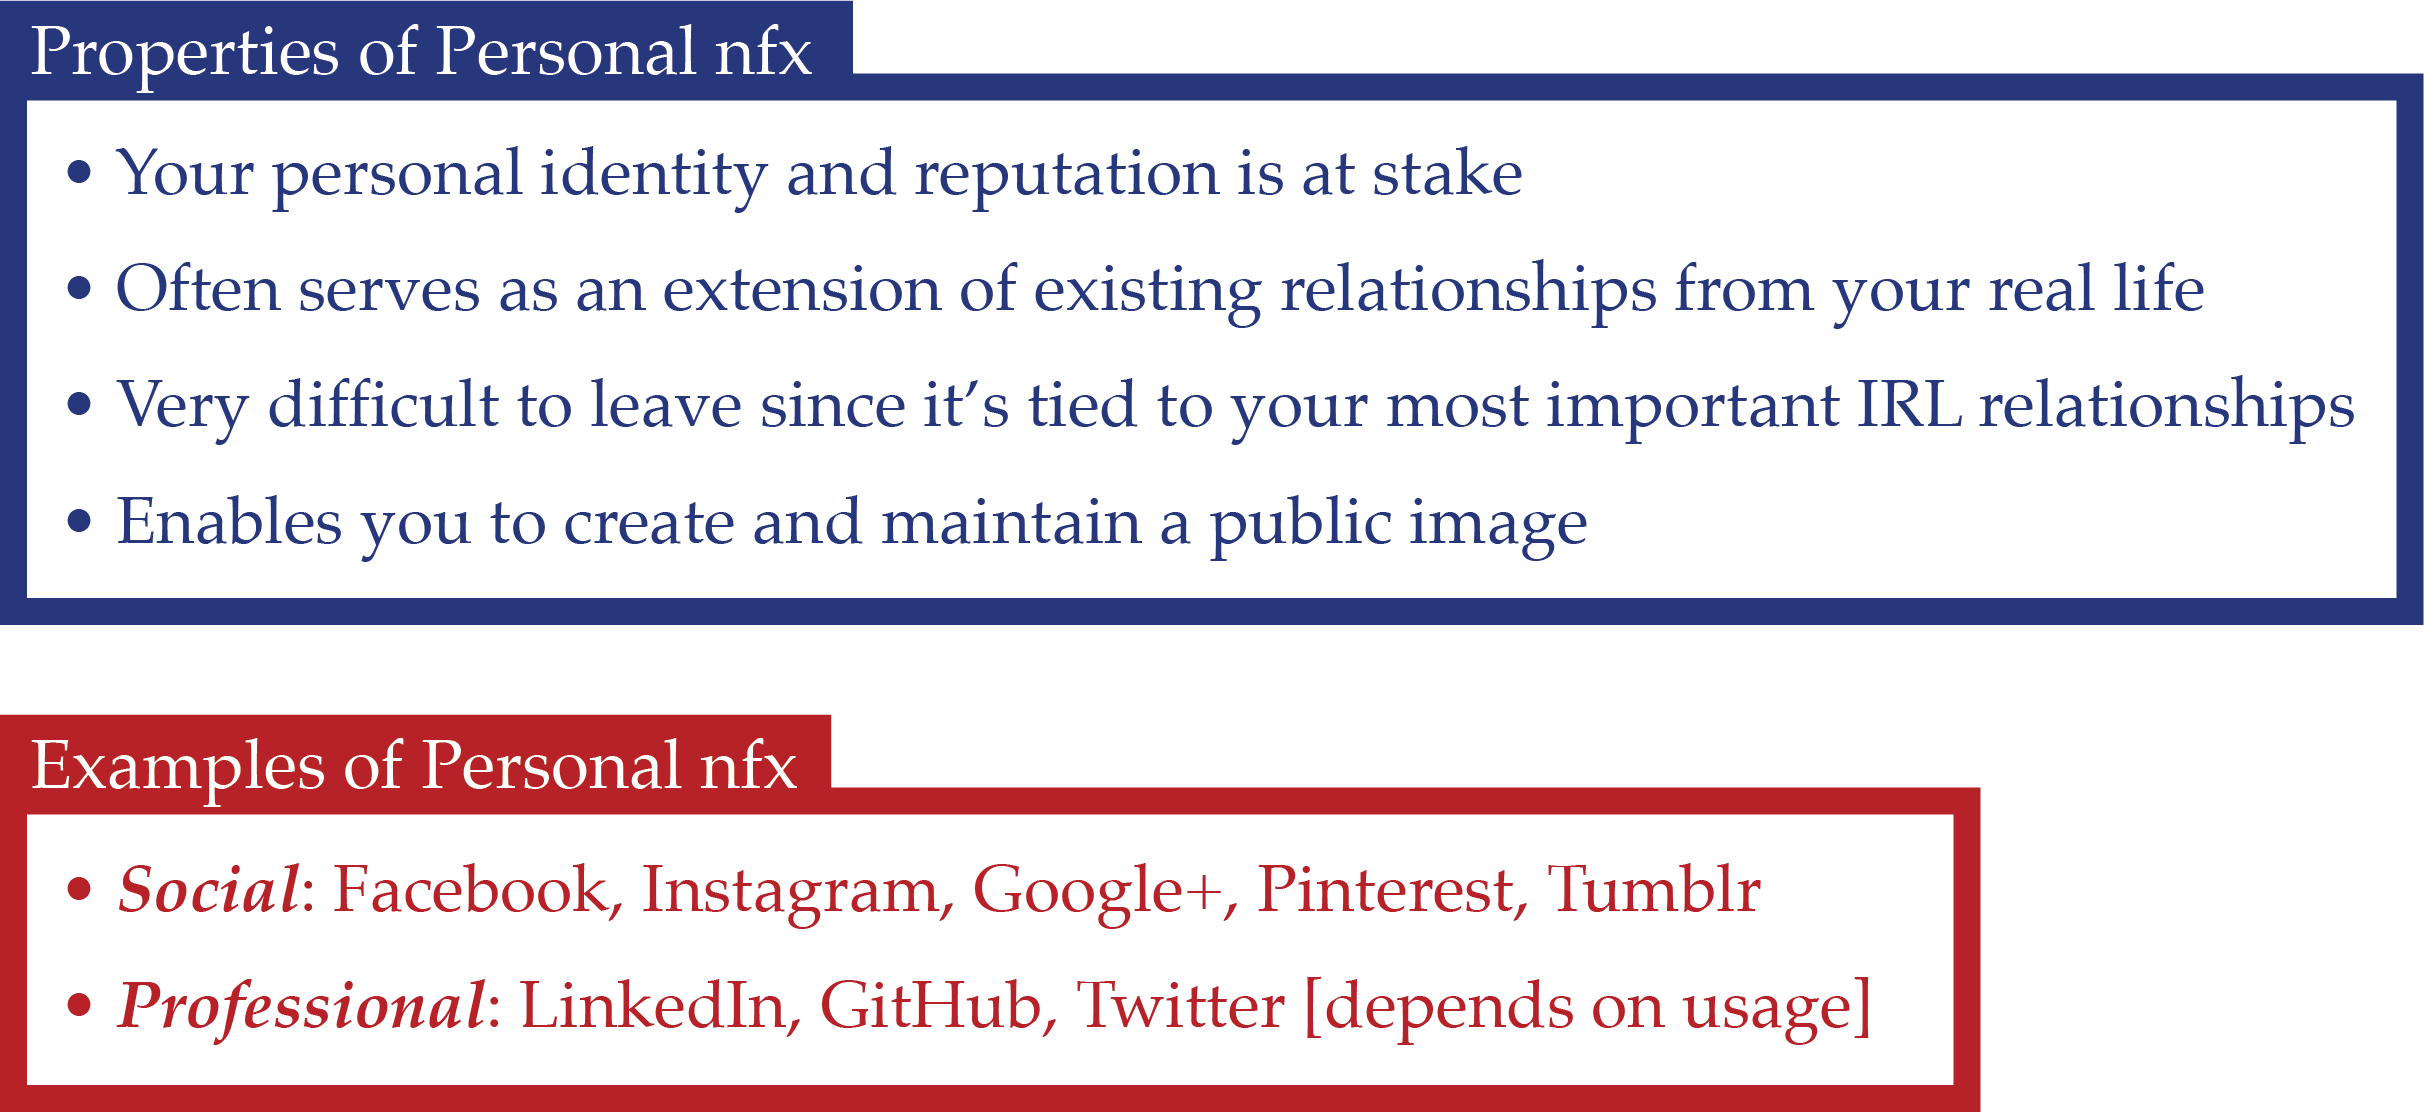 Properties of Personal nfx
• Your personal identity and reputation is at stake
• Often serves as an extension of existing relationships from your real life
• Very difficult to leave since it’s tied to your most important IRL relationships
• Enables you to create and maintain a public image
Examples of Personal nfx
• Social: Facebook, Instagram, Google+, Pinterest, Tumblr
• Professional: LinkedIn, GitHub, Twitter [depends on usage]